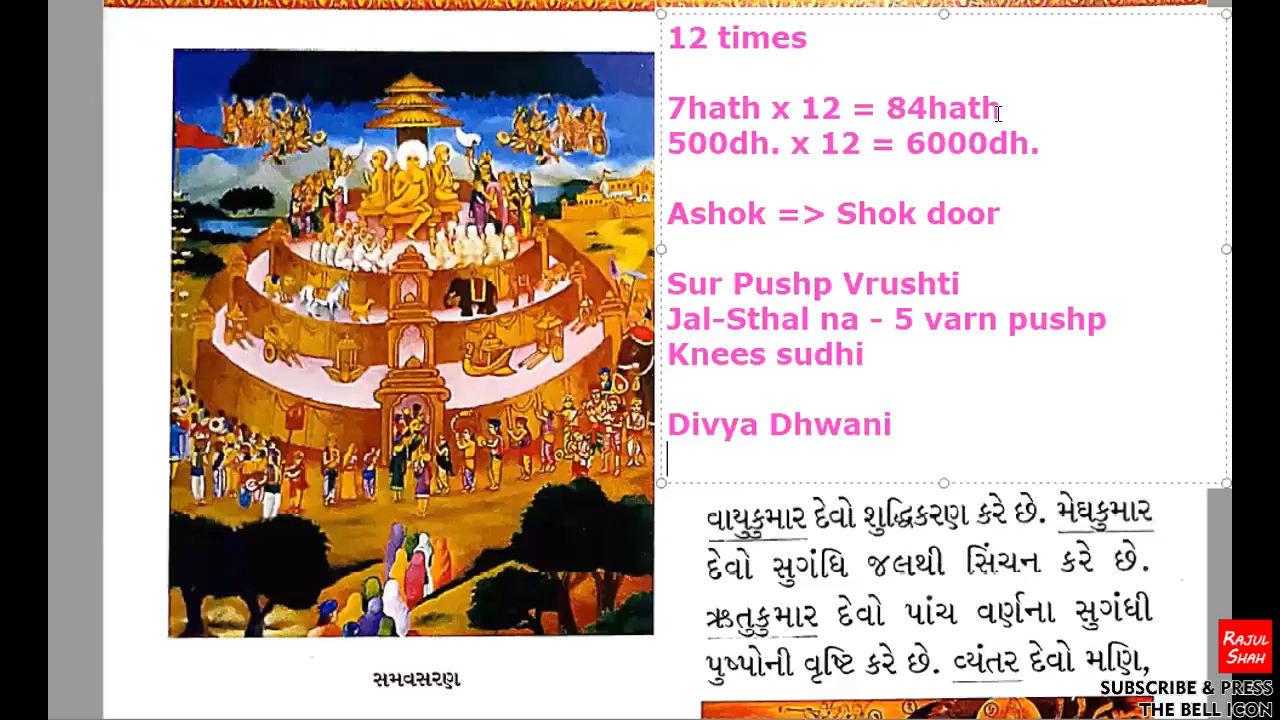 12 times
7hath x 12 = 84hath
500dh. x 12 = 6000dh.
Ashok => Shok door
Sur Pushp Vrushti
Jal-Sthal na - 5 varn pushp
Knees sudhi
Divya Dhwani
વાયુકુમાર દેવો શુદ્ધિકરણ કરે છે. મેઘકુમાર
દેવો સુગંધિ જલથી સિંચન કરે છે.
ઋતુકુમાર દેવો પાંચ વર્ણના સુગંધી
પુષ્પોની વૃષ્ટિ કરે છે. વ્યંતર દેવો મણિ,
સમવસરણ
RAJUL
SHAH
SUBSCRIBE & PRESS
THE BELL ICON